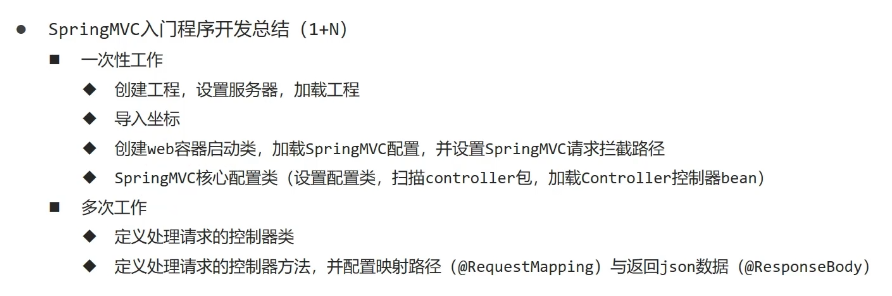 ● SpringMVC入门程序开发总结（1+N）
■ 一次性工作
◆ 创建工程，设置服务器，加载工程
◆ 导入坐标
◆ 创建web容器启动类，加载SpringMVC配置，并设置SpringMVC请求拦截路径
◆ SpringMVC核心配置类（设置配置类，扫描controller包，加载Controller控制器bean）
■ 多次工作
◆ 定义处理请求的控制器类
◆ 定义处理请求的控制器方法，并配置映射路径（@RequestMapping）与返回json数据（@ResponseBody）